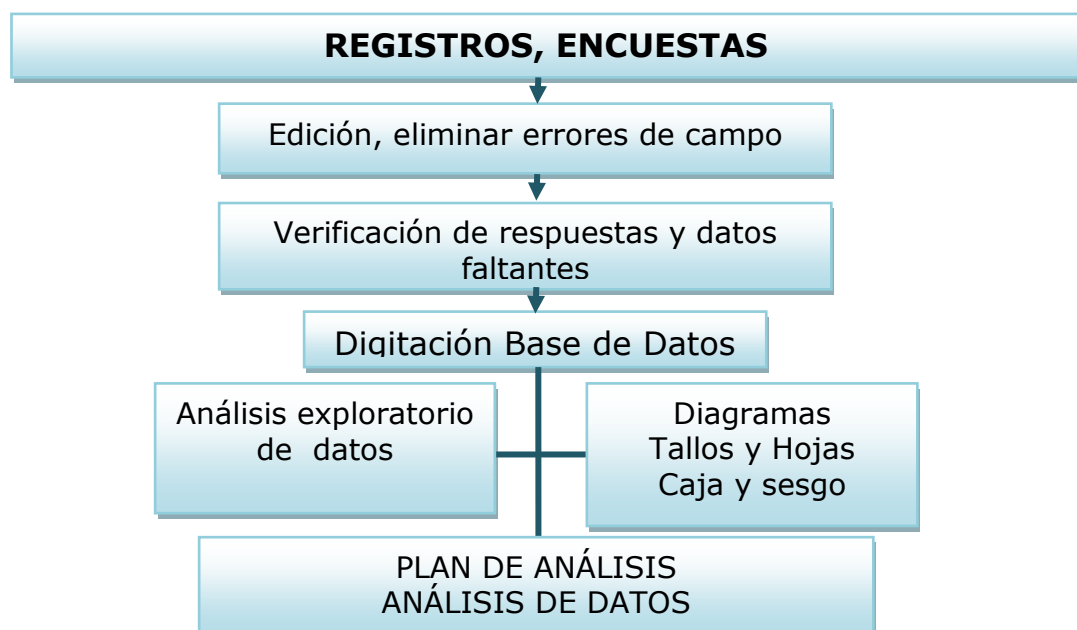 REGISTROS, ENCUESTAS
Edición, eliminar errores de campo
Verificación de respuestas y datos
faltantes
Digitación Base de Datos
Análisis exploratorio
de datos
Diagramas
Tallos y Hojas
Caja y sesgo
PLAN DE ANÁLISIS
ANÁLISIS DE DATOS